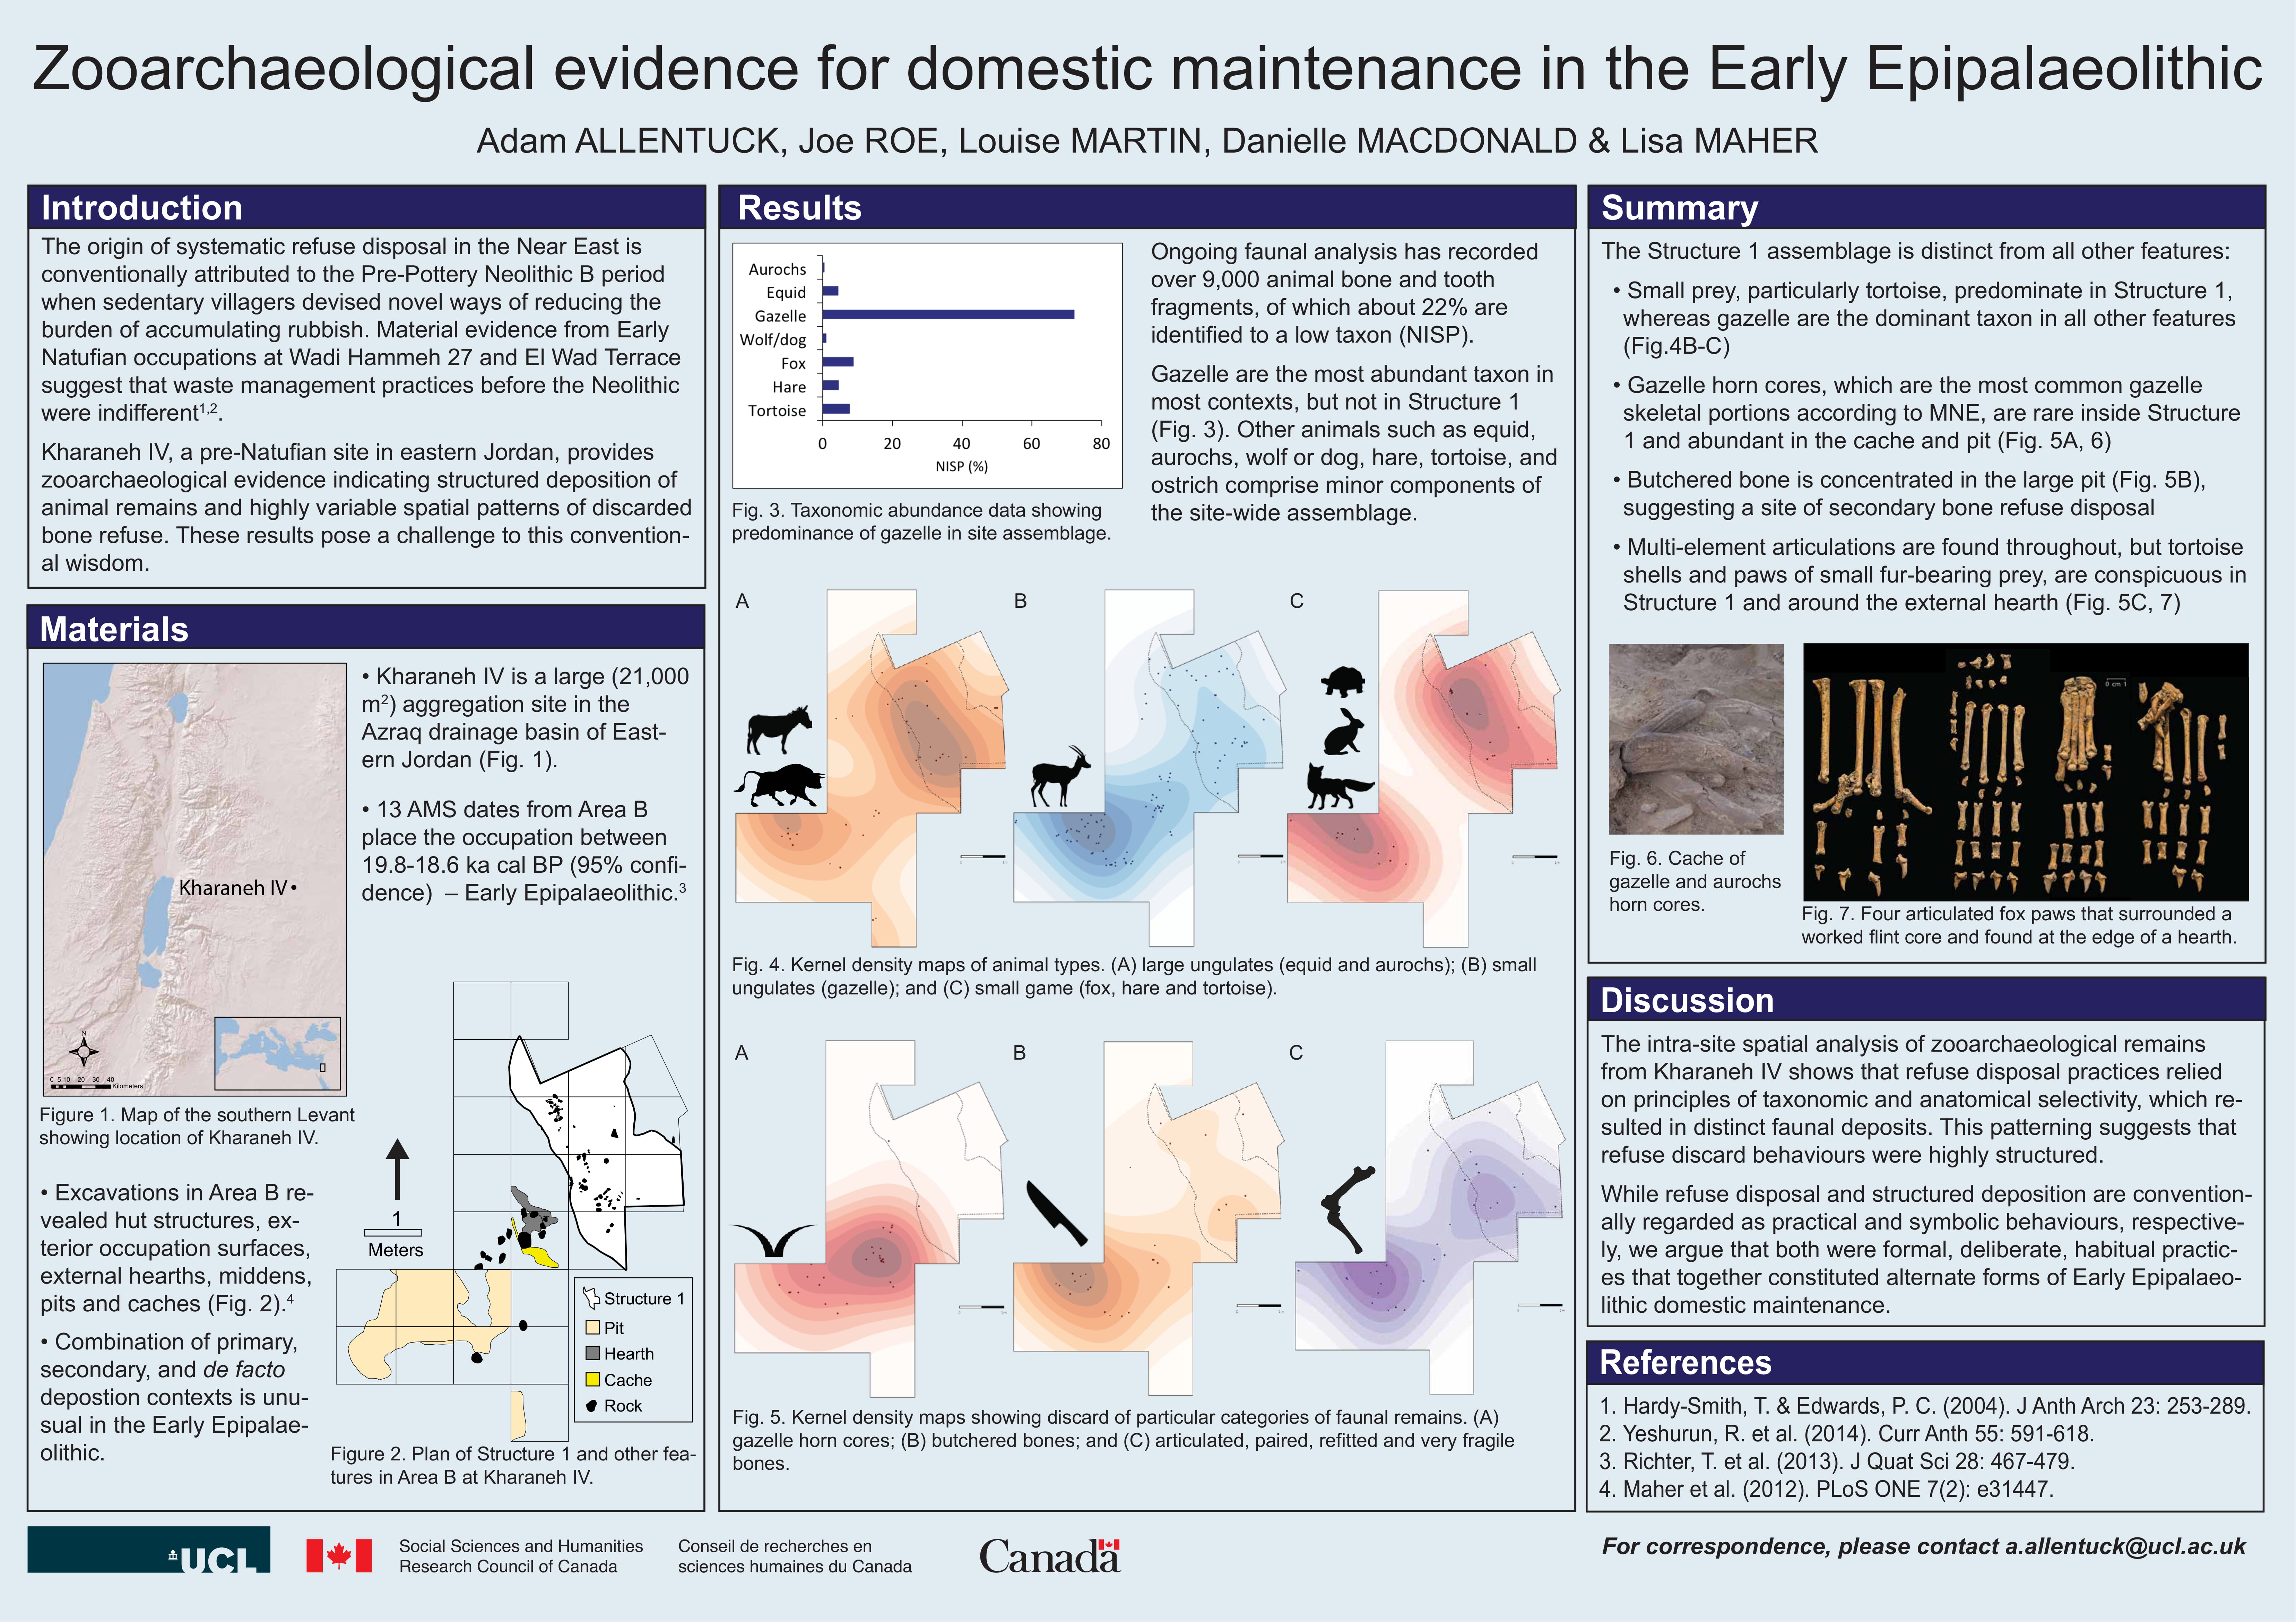 Zooarchaeological evidence for domestic maintenance in the Early Epipalaeolithic
Adam ALLENTUCK, Joe ROE, Louise MARTIN, Danielle MACDONALD & Lisa MAHER
Introduction
The origin of systematic refuse disposal in the Near East is
conventionally attributed to the Pre-Pottery Neolithic B period
when sedentary villagers devised novel ways of reducing the
burden of accumulating rubbish. Material evidence from Early
Natufian occupations at Wadi Hammeh 27 and El Wad Terrace
suggest that waste management practices before the Neolithic
were indifferent1,2.
Kharaneh IV, a pre-Natufian site in eastern Jordan, provides
zooarchaeological evidence indicating structured deposition of
animal remains and highly variable spatial patterns of discarded
bone refuse. These results pose a challenge to this convention-
al wisdom.
Materials
Kharaneh IV •
N
0 5 10 20 30 40
Kilometers
Figure 1. Map of the southern Levant
showing location of Kharaneh IV.
• Kharaneh IV is a large (21,000
m2) aggregation site in the
Azraq drainage basin of East-
ern Jordan (Fig. 1).
• 13 AMS dates from Area B
place the occupation between
19.8-18.6 ka cal BP (95% confi-
dence) – Early Epipalaeolithic.3
• Excavations in Area B re-
vealed hut structures, ex-
terior occupation surfaces,
external hearths, middens,
pits and caches (Fig. 2).4
• Combination of primary,
secondary, and de facto
depostion contexts is unu-
sual in the Early Epipalae-
olithic.
1
Meters
Structure 1
Pit
Hearth
Cache
Rock
Figure 2. Plan of Structure 1 and other fea-
tures in Area B at Kharaneh IV.
Results
Aurochs
Equid
Gazelle
Wolf/dog
Fox
Hare
Tortoise
0 20 40 60 80
NISP (%)
Fig. 3. Taxonomic abundance data showing
predominance of gazelle in site assemblage.
Ongoing faunal analysis has recorded
over 9,000 animal bone and tooth
fragments, of which about 22% are
identified to a low taxon (NISP).
Gazelle are the most abundant taxon in
most contexts, but not in Structure 1
(Fig. 3). Other animals such as equid,
aurochs, wolf or dog, hare, tortoise, and
ostrich comprise minor components of
the site-wide assemblage.
A
B
C
Fig. 4. Kernel density maps of animal types. (A) large ungulates (equid and aurochs); (B) small
ungulates (gazelle); and (C) small game (fox, hare and tortoise).
A
B
C
Fig. 5. Kernel density maps showing discard of particular categories of faunal remains. (A)
gazelle horn cores; (B) butchered bones; and (C) articulated, paired, refitted and very fragile
bones.
Summary
The Structure 1 assemblage is distinct from all other features:
• Small prey, particularly tortoise, predominate in Structure 1,
whereas gazelle are the dominant taxon in all other features
(Fig.4B-C)
• Gazelle horn cores, which are the most common gazelle
skeletal portions according to MNE, are rare inside Structure
1 and abundant in the cache and pit (Fig. 5A, 6)
• Butchered bone is concentrated in the large pit (Fig. 5B),
suggesting a site of secondary bone refuse disposal
• Multi-element articulations are found throughout, but tortoise
shells and paws of small fur-bearing prey, are conspicuous in
Structure 1 and around the external hearth (Fig. 5C, 7)
0 cm 1
Fig. 6. Cache of
gazelle and aurochs
horn cores.
Fig. 7. Four articulated fox paws that surrounded a
worked flint core and found at the edge of a hearth.
Discussion
The intra-site spatial analysis of zooarchaeological remains
from Kharaneh IV shows that refuse disposal practices relied
on principles of taxonomic and anatomical selectivity, which re-
sulted in distinct faunal deposits. This patterning suggests that
refuse discard behaviours were highly structured.
While refuse disposal and structured deposition are convention-
ally regarded as practical and symbolic behaviours, respective-
ly, we argue that both were formal, deliberate, habitual practic-
es that together constituted alternate forms of Early Epipalaeo-
lithic domestic maintenance.
References
1. Hardy-Smith, T. & Edwards, P. C. (2004). J Anth Arch 23: 253-289.
2. Yeshurun, R. et al. (2014). Curr Anth 55: 591-618.
3. Richter, T. et al. (2013). J Quat Sci 28: 467-479.
4. Maher et al. (2012). PLoS ONE 7(2): e31447.
UCL
Social Sciences and Humanities
Research Council of Canada
Conseil de recherches en
sciences humaines du Canada
Canada
For correspondence, please contact a.allentuck@ucl.ac.uk